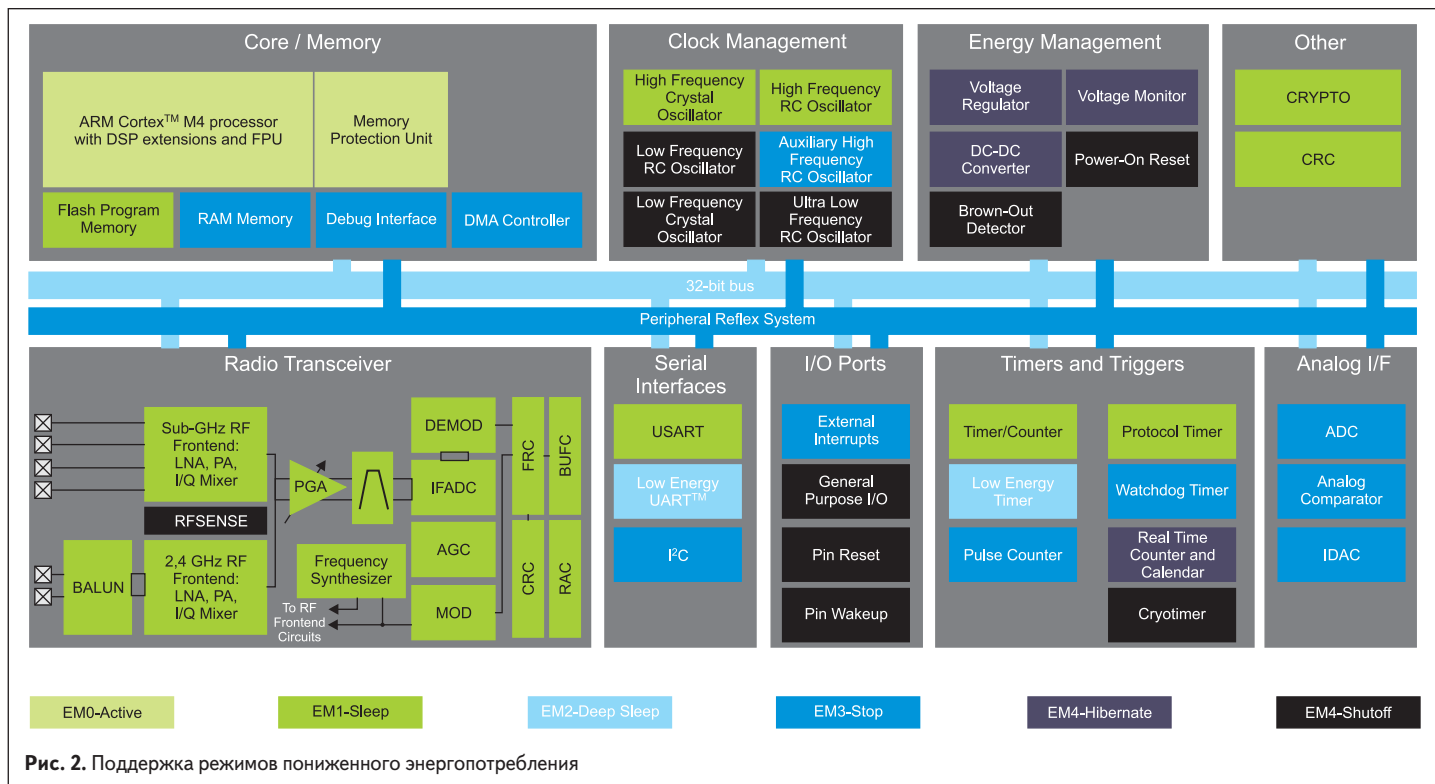 Core / Memory
ARM Cortex™ M4 processor
with DSP extensions and FPU
Memory
Protection Unit
Flash Program
Memory
RAM Memory
Debug Interface
DMA Controller
Clock Management
High Frequency
Crystal
Oscillator
High Frequency
RC Oscillator
Low Frequency
RC Oscillator
Auxiliary High
Frequency
RC Oscillator
Low Frequency
Crystal
Oscillator
Ultra Low
Frequency
RC Oscillator
Energy Management
Voltage
Regulator
Voltage Monitor
DC-DC
Converter
Power-On Reset
Brown-Out
Detector
Other
CRYPTO
CRC
32-bit bus
Peripheral Reflex System
Radio Transceiver
Sub-GHz RF
Frontend:
LNA, PA,
I/Q Mixer
RFSENSE
BALUN
2,4 GHz RF
Frontend:
LNA, PA,
I/Q Mixer
PGA
Frequency
Synthesizer
To RF
Frontend
Circuits
DEMOD
IFADC
AGC
MOD
FRC
BUFC
CRC
RAC
Serial
Interfaces
USART
Low Energy
UART™
I²C
I/O Ports
External
Interrupts
General
Purpose I/O
Pin Reset
Pin Wakeup
Timers and Triggers
Timer/Counter
Protocol Timer
Low Energy
Timer
Watchdog Timer
Pulse Counter
Real Time
Counter and
Calendar
Cryotimer
Analog I/F
ADC
Analog
Comparator
IDAC
EM0-Active
EM1-Sleep
EM2-Deep Sleep
EM3-Stop
EM4-Hibernate
EM4-Shutoff
Рис. 2. Поддержка режимов пониженного энергопотребления